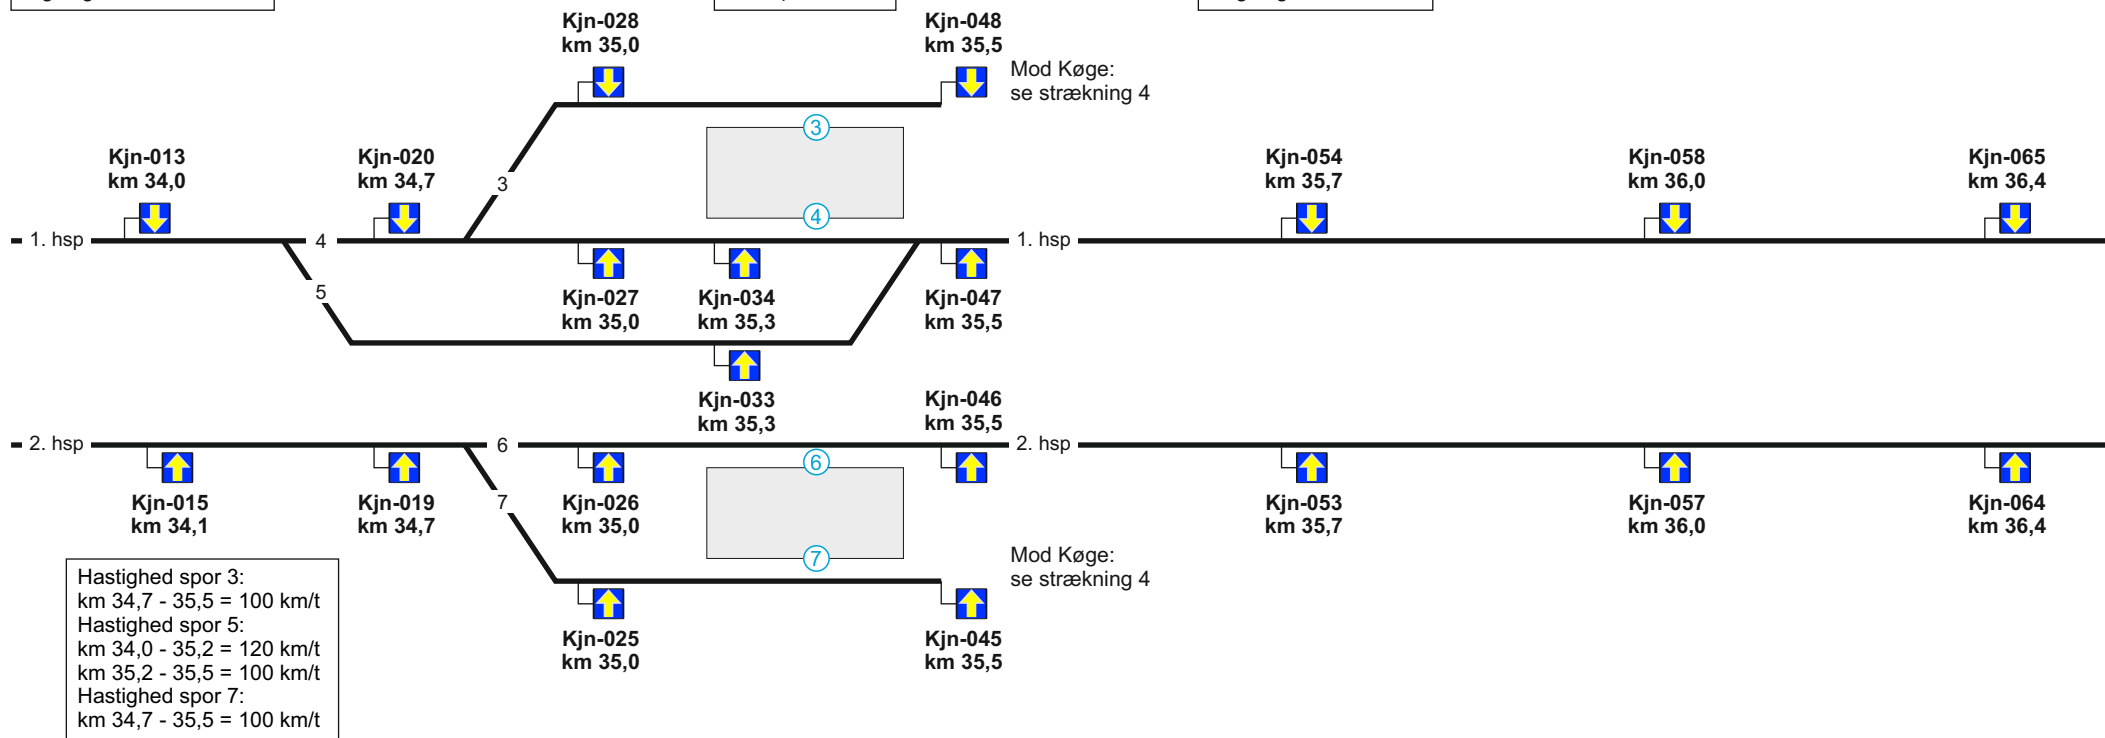 Kjn-028
km 35,0
Kjn-048
km 35,5
Mod Køge:
se strækning 4
3
Kjn-013
km 34,0
Kjn-020
km 34,7
3
4
Kjn-054
km 35,7
Kjn-058
km 36,0
Kjn-065
km 36,4
1. hsp
4
1. hsp
5
Kjn-027
km 35,0
Kjn-034
km 35,3
Kjn-047
km 35,5
Kjn-033
km 35,3
Kjn-046
km 35,5
2. hsp
6
2. hsp
6
7
Kjn-015
km 34,1
Kjn-019
km 34,7
Kjn-026
km 35,0
Kjn-053
km 35,7
Kjn-057
km 36,0
Kjn-064
km 36,4
7
Mod Køge:
se strækning 4
Kjn-025
km 35,0
Kjn-045
km 35,5
Hastighed spor 3:
km 34,7 - 35,5 = 100 km/t
Hastighed spor 5:
km 34,0 - 35,2 = 120 km/t
km 35,2 - 35,5 = 100 km/t
Hastighed spor 7:
km 34,7 - 35,5 = 100 km/t